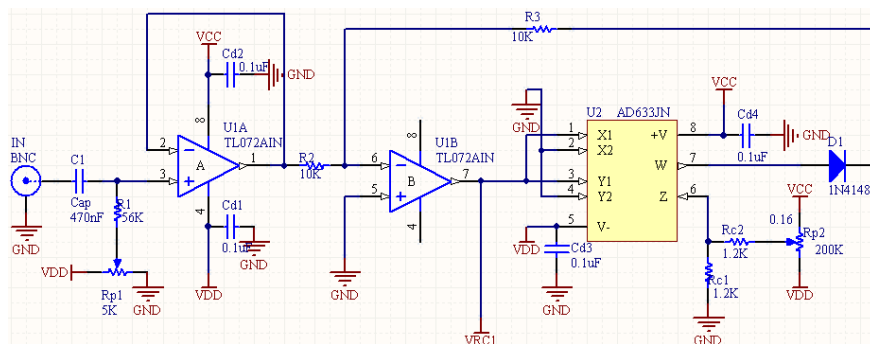 R3
10K
VCC
Cd2
0.1uF
GND
VCC
8
U1A
TL072AIN
U2
AD633JN
GND
8
U1B
TL072AIN
1
X1
+V
8
Cd4
GND
2
X2
0.1uF
D1
IN
BNC
C1
2
A
1
R2
10K
6
W
7
1N4148
3
B
7
3
Y1
Cap
470nF
R1
56K
4
Cd1
0.1uF
GND
5
4
Y2
Z
6
VCC
GND
4
VDD
5
V-
Cd3
0.1uF
Rc2
1.2K
0.16
Rp2
200K
VDD
Rp1
5K
GND
VDD
GND
GND
Rc1
1.2K
VDD
VRC1
GND